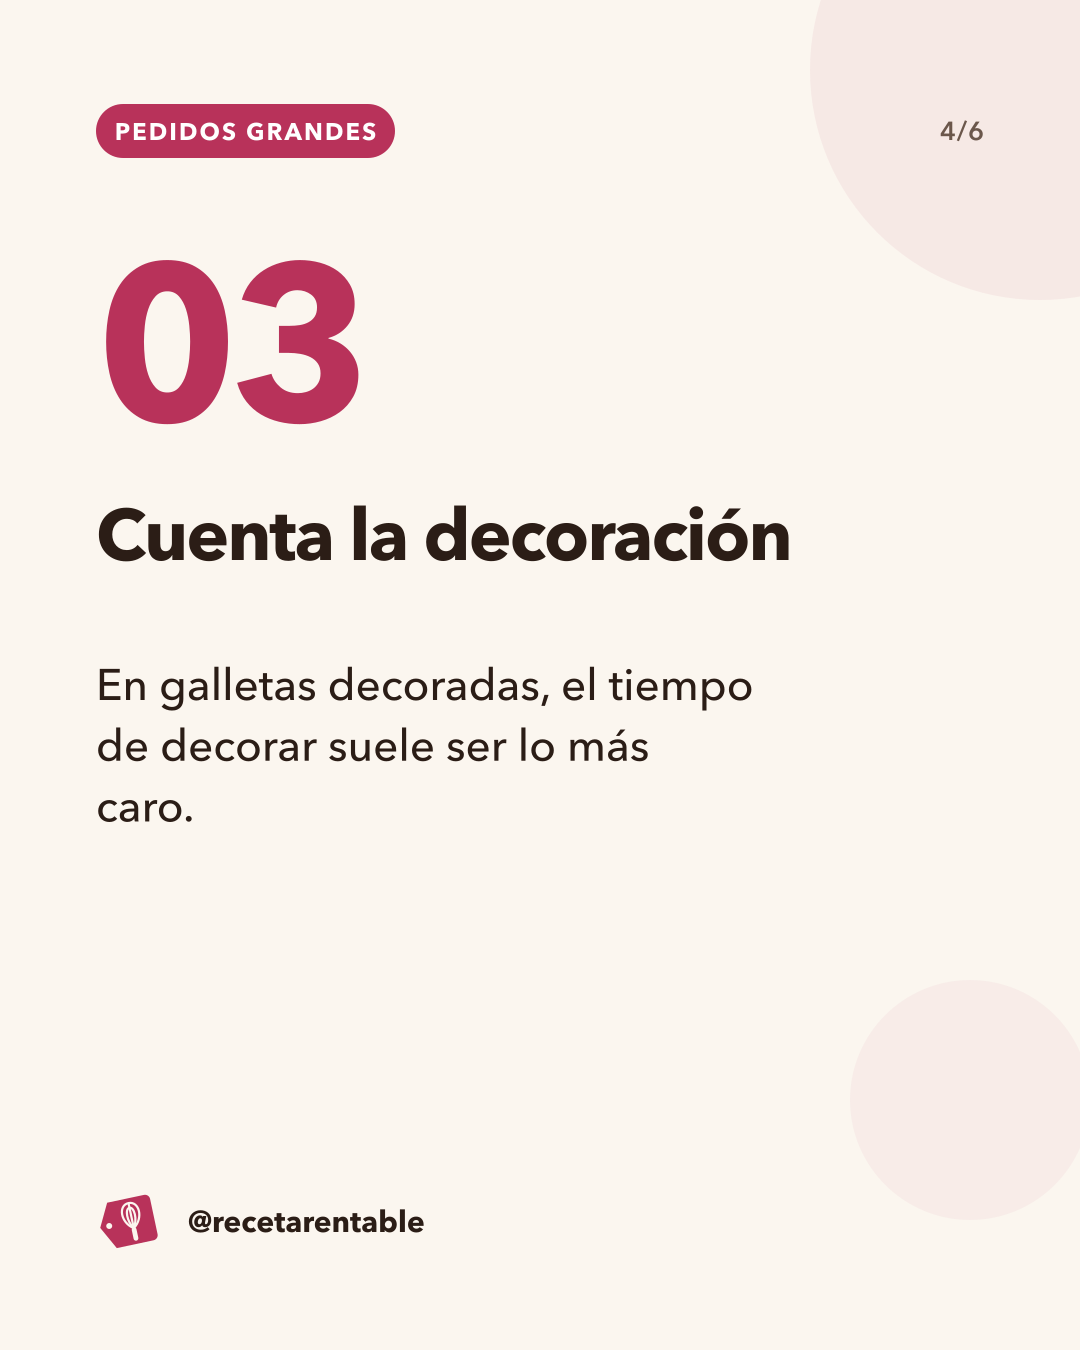 PEDIDOS GRANDES
4/6
03
Cuenta la decoración
En galletas decoradas, el tiempo
de decorar suele ser lo más
caro.
@recetarentable